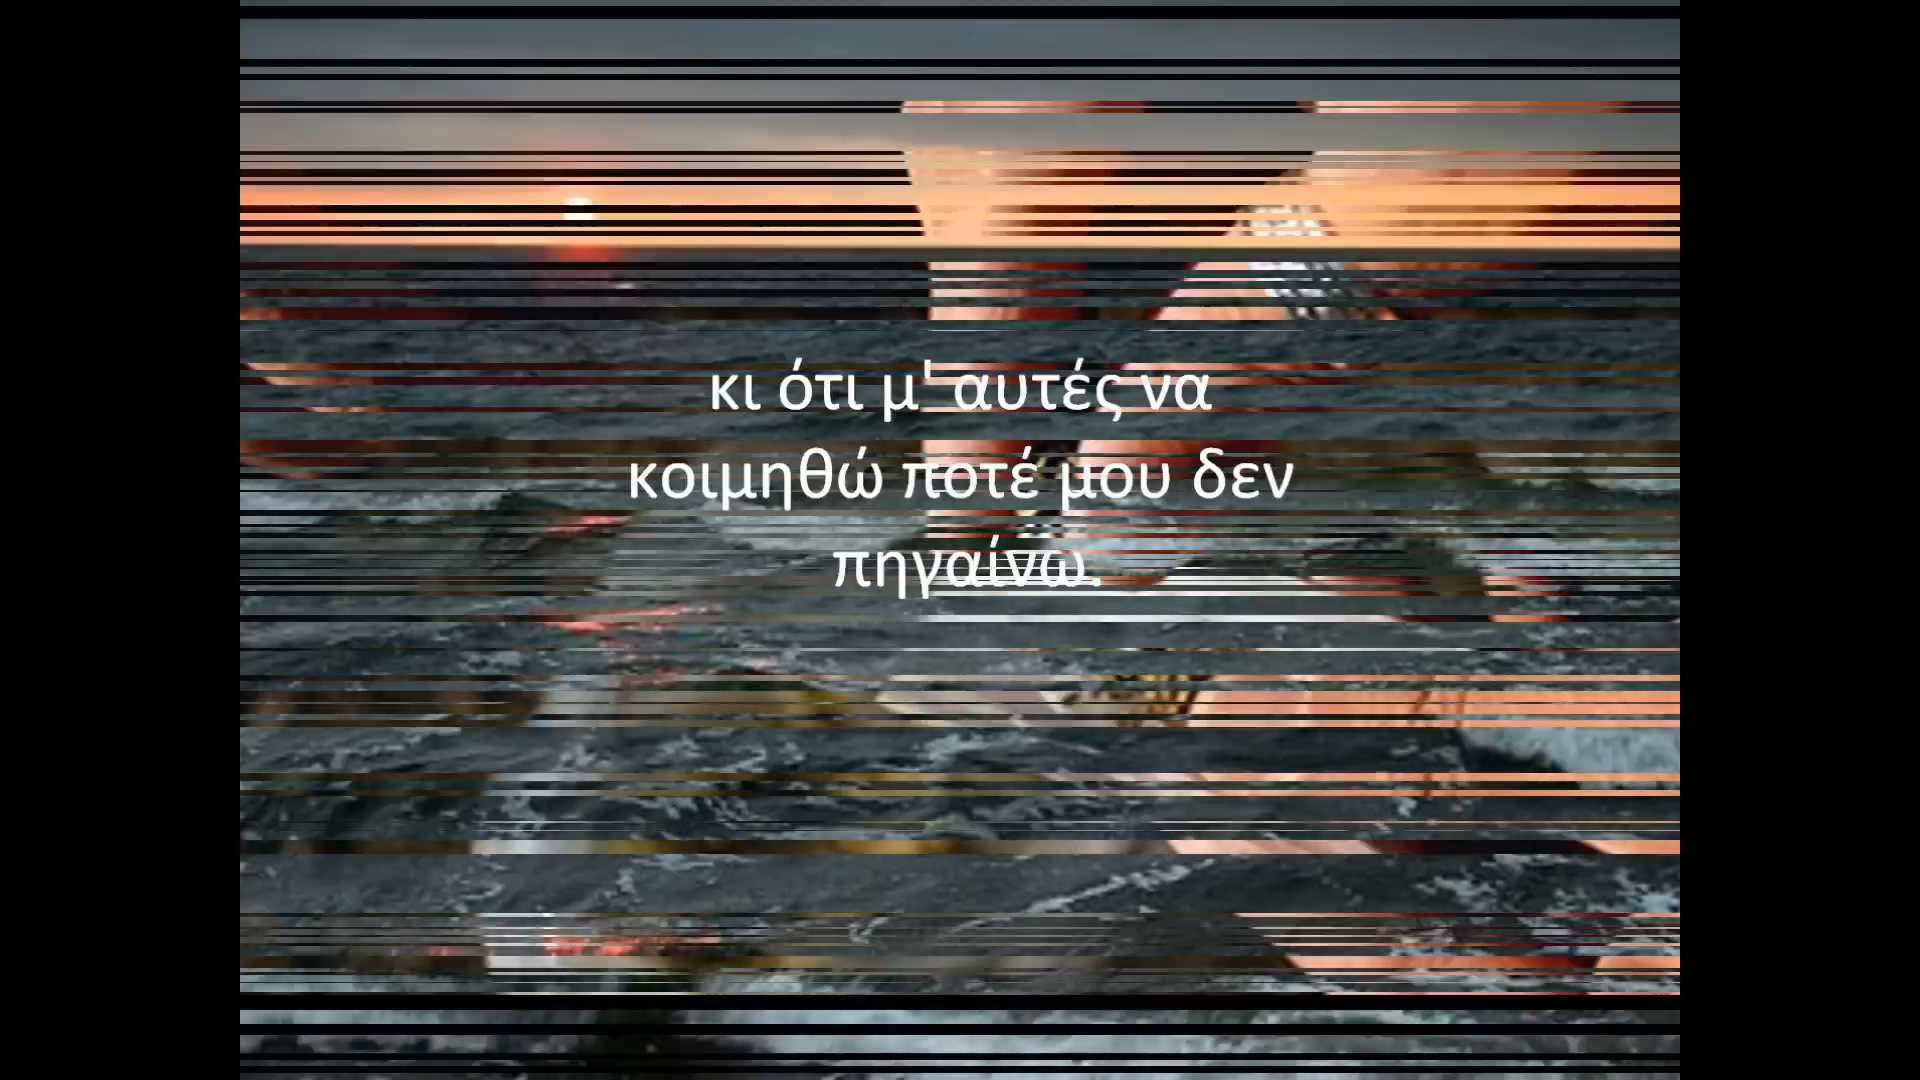 κι ότι μ' αυτές να
κοιμηθώ ποτέ μου δεν
πηγαίνω.